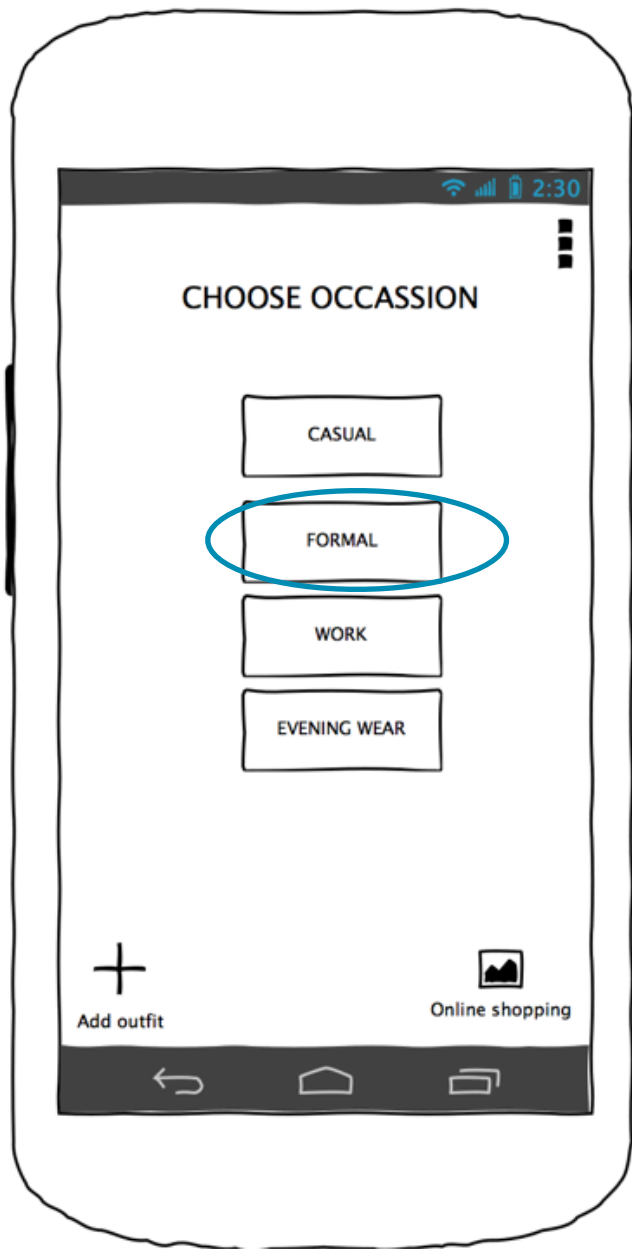 2:30
CHOOSE OCCASSION
CASUAL
FORMAL
WORK
EVENING WEAR
Add outfit
Online shopping